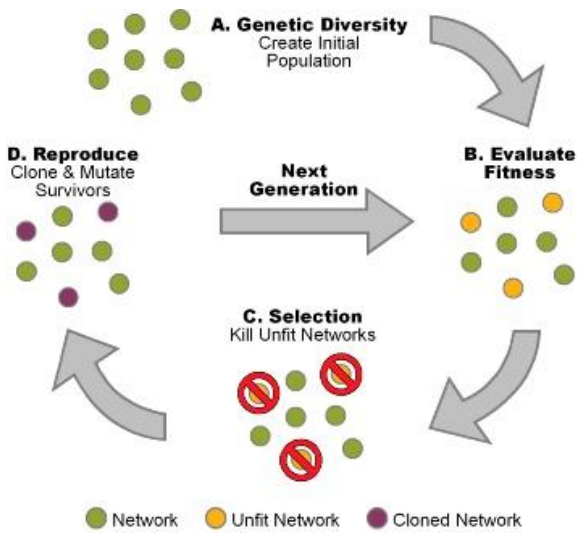 A. Genetic Diversity
Create Initial
Population
D. Reproduce
Clone & Mutate
Survivors
Next
Generation
B. Evaluate
Fitness
C. Selection
Kill Unfit Networks
Network
Unfit Network
Cloned Network